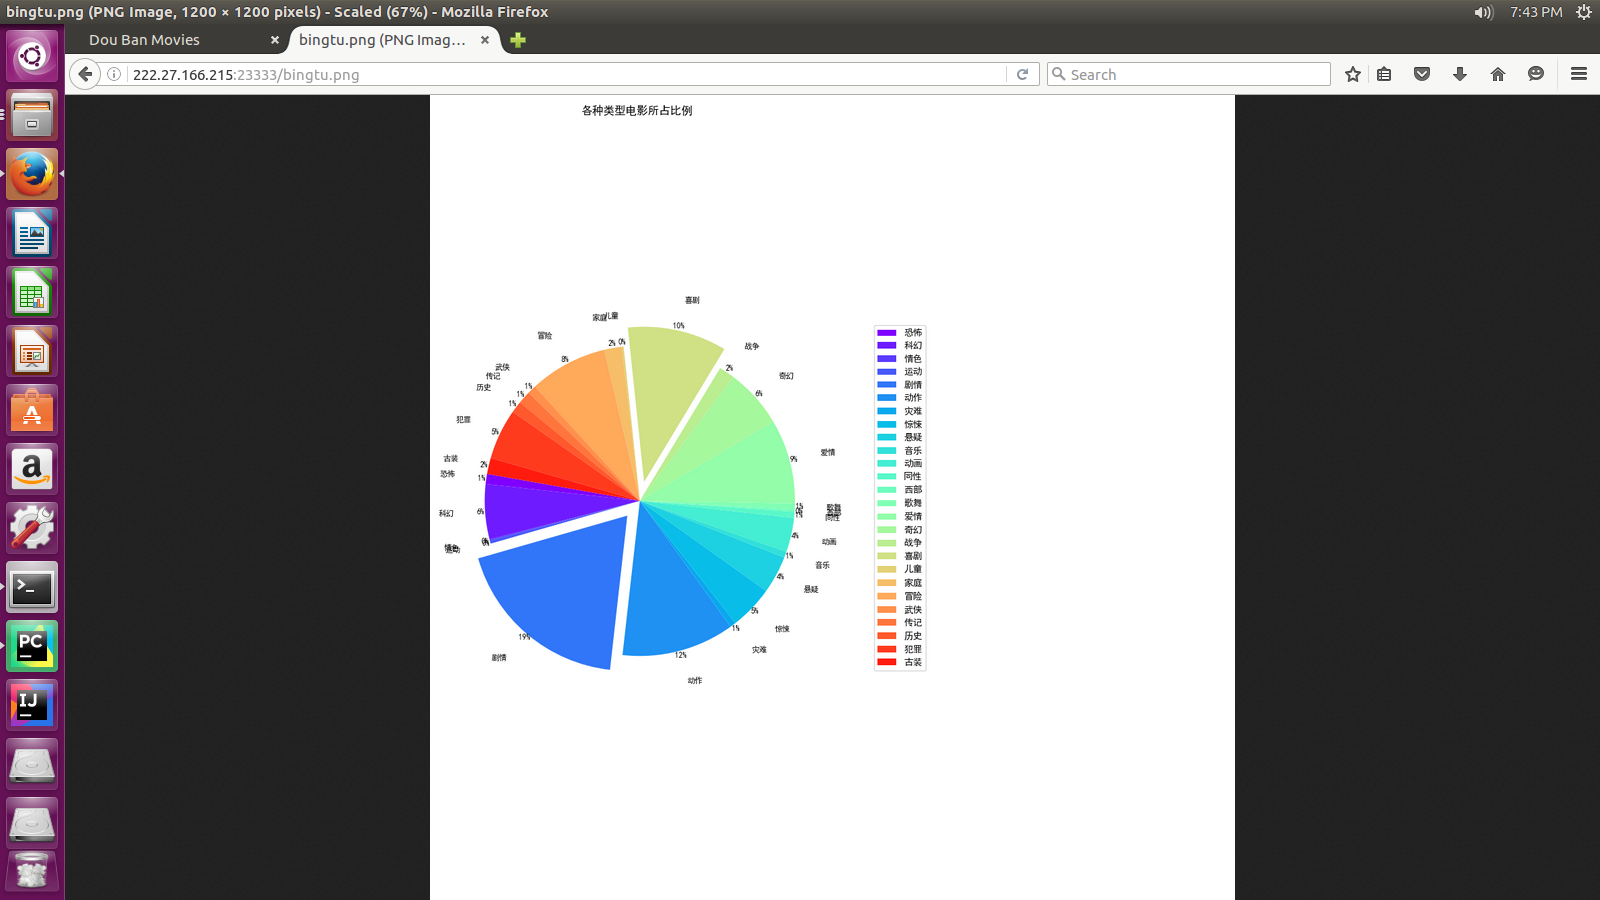 bingtu.png (PNG Image, 1200 × 1200 pixels) - Scaled (67%) - Mozilla Firefox
7:43 PM
Dou Ban Movies
bingtu.png (PNG Imag...
222.27.166.215:23333/bingtu.png
Search
各种类型电影所占比例
喜剧
10%
家庭
儿童
2%
0%
冒险
8%
战争
2%
奇幻
6%
武侠
1%
传记
1%
历史
1%
犯罪
5%
爱情
9%
古装
2%
恐怖
1%
科幻
6%
歌舞
1%
同性
1%
动画
4%
音乐
1%
悬疑
4%
惊悚
5%
灾难
1%
剧情
19%
动作
12%
恐怖
科幻
情色
运动
剧情
动作
灾难
惊悚
悬疑
音乐
动画
同性
西部
歌舞
爱情
奇幻
战争
喜剧
儿童
家庭
冒险
武侠
传记
历史
犯罪
古装
PC
IJ